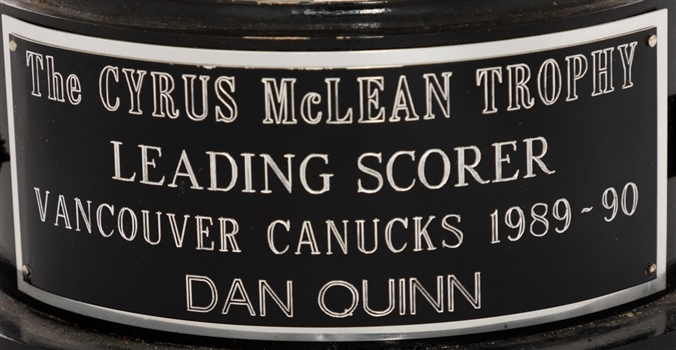 The CYRUS McLEAN TROPHY
LEADING SCORER
VANCOUVER CANUCKS 1989~90
DAN QUINN